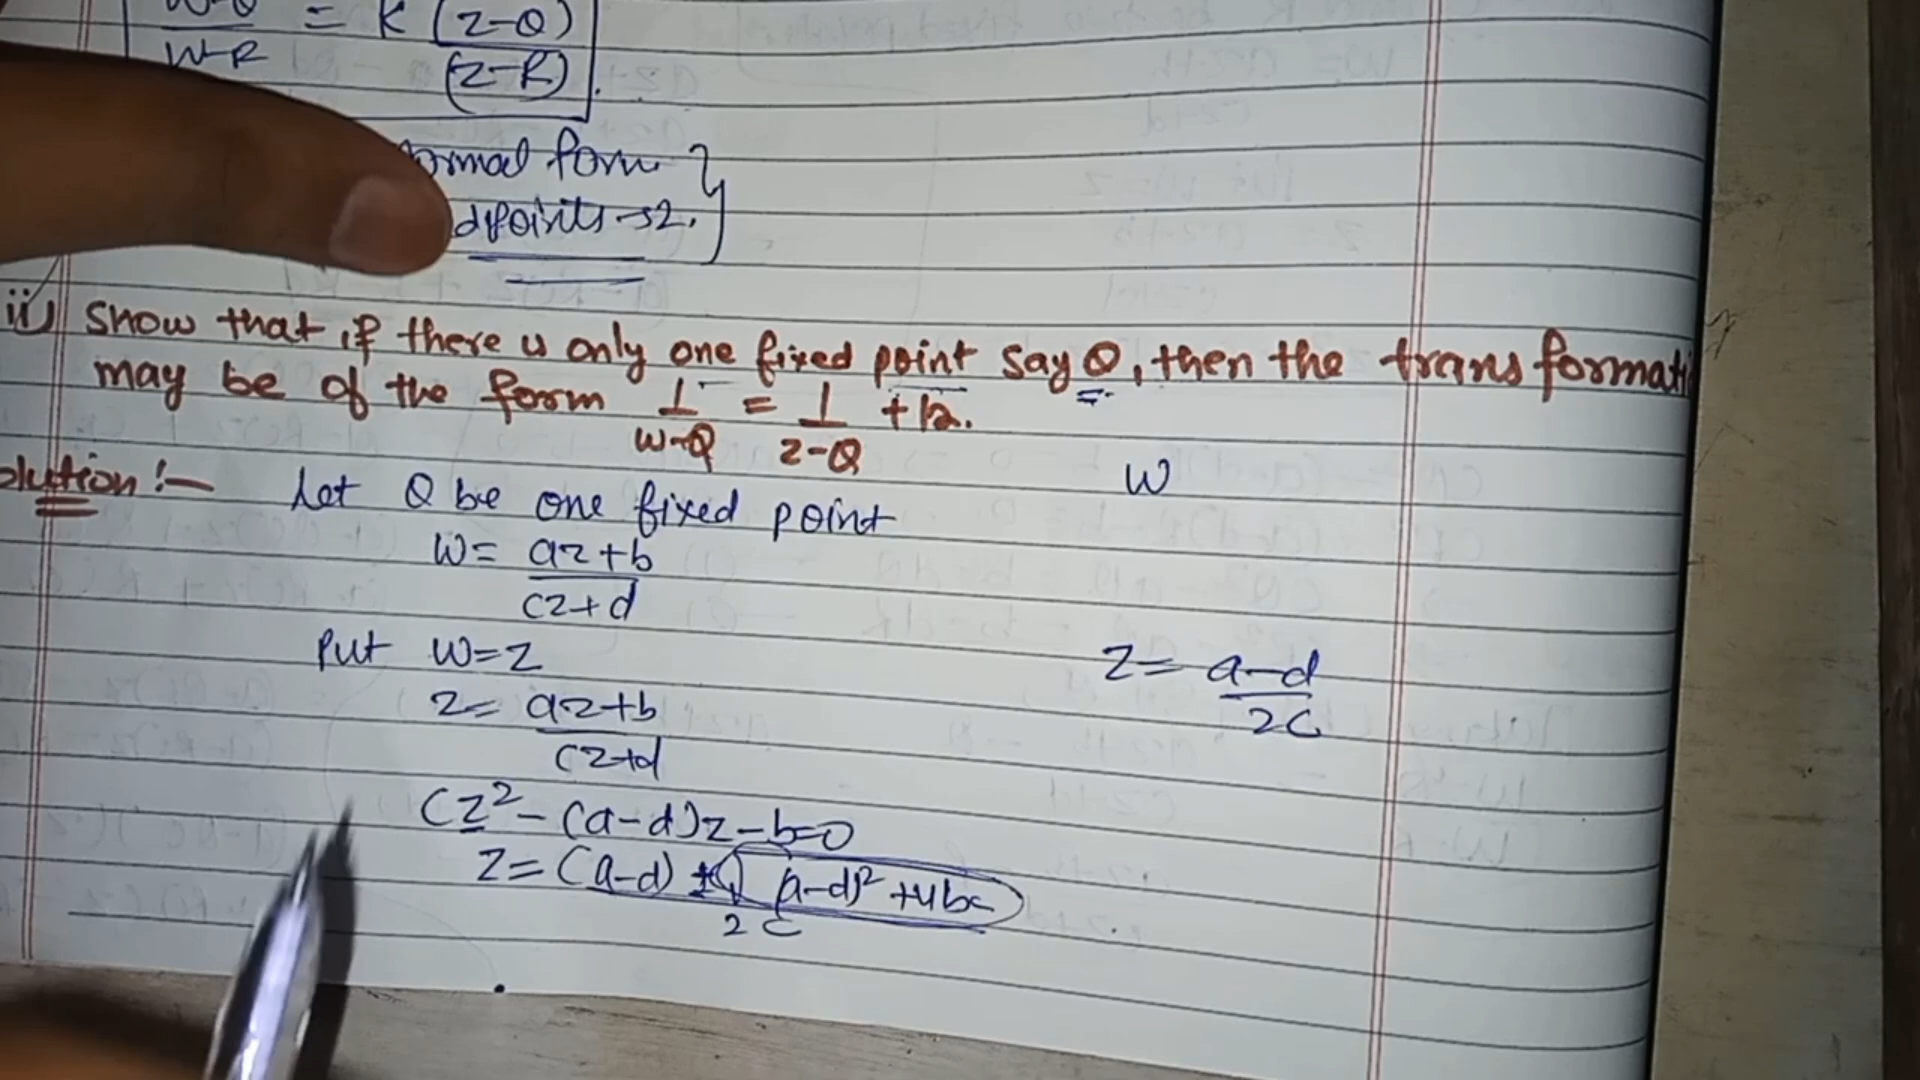 W-R = K (z-Q)
(z-R).
form
points→2.
ii) Show that if there is only one fixed point say Q, then the transformati
may be of the form 1/w-Q = 1/z-Q + k.
olution:- Let Q be one fixed point
W
W= az+b
cz+d
Put W=z
z= az+b
cz+d
z= a-d
2c
Cz²-(a-d)z-b=0
z=(a-d) ± √(a-d)²+4bc
2c